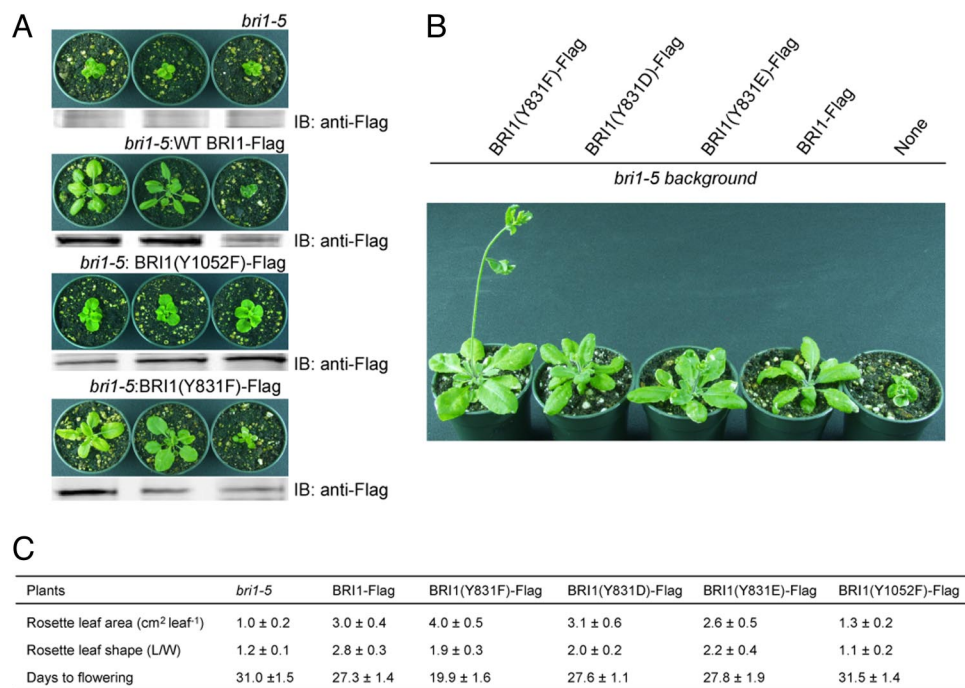 A
bri1-5
IB: anti-Flag
bri1-5:WT BRI1-Flag
IB: anti-Flag
bri1-5: BRI1(Y1052F)-Flag
IB: anti-Flag
bri1-5:BRI1(Y831F)-Flag
IB: anti-Flag
B
BRI1(Y831F)-Flag
BRI1(Y831D)-Flag
BRI1(Y831E)-Flag
BRI1-Flag
None
bri1-5 background
C
Plants bri1-5 BRI1-Flag BRI1(Y831F)-Flag BRI1(Y831D)-Flag BRI1(Y831E)-Flag BRI1(Y1052F)-Flag
Rosette leaf area (cm² leaf⁻¹) 1.0 ± 0.2 3.0 ± 0.4 4.0 ± 0.5 3.1 ± 0.6 2.6 ± 0.5 1.3 ± 0.2
Rosette leaf shape (L/W) 1.2 ± 0.1 2.8 ± 0.3 1.9 ± 0.3 2.0 ± 0.2 2.2 ± 0.4 1.1 ± 0.2
Days to flowering 31.0 ±1.5 27.3 ± 1.4 19.9 ± 1.6 27.6 ± 1.1 27.8 ± 1.9 31.5 ± 1.4